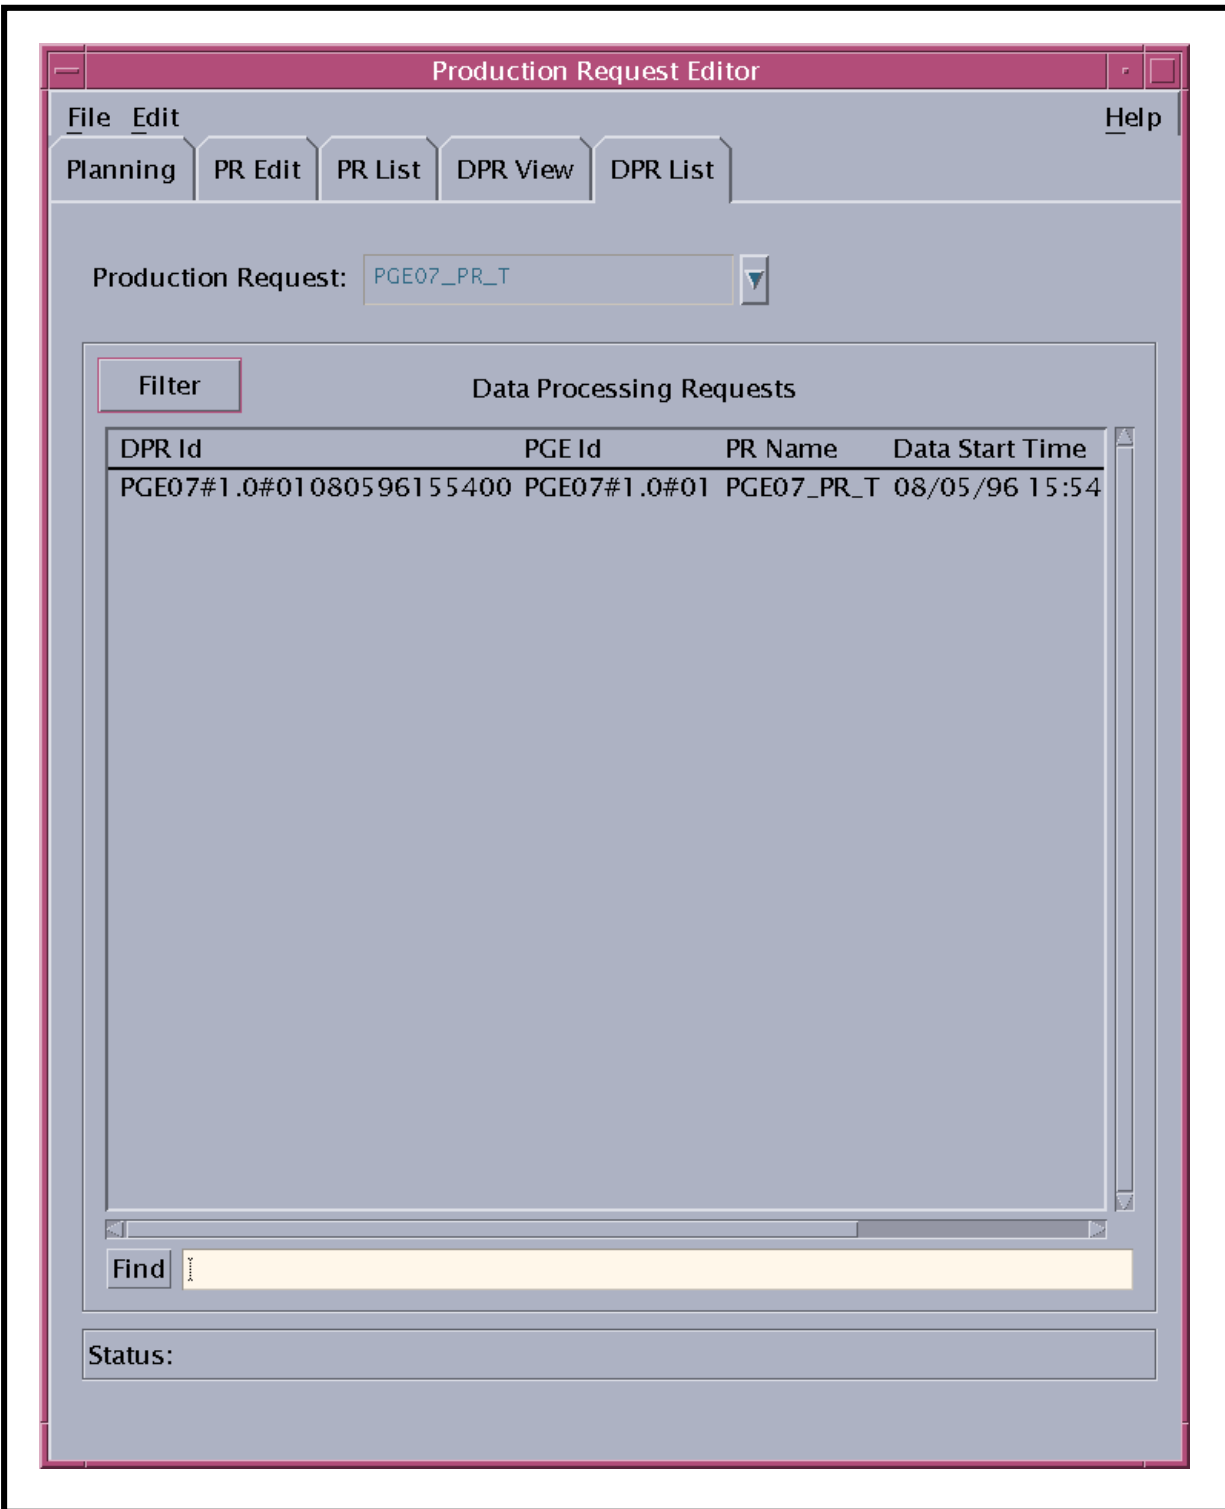 Production Request Editor
File Edit Help
Planning PR Edit PR List DPR View DPR List
Production Request: PGE07_PR_T
Filter Data Processing Requests
DPR Id PGE Id PR Name Data Start Time
PGE07#1.0#01080596155400 PGE07#1.0#01 PGE07_PR_T 08/05/96 15:54
Find
Status: